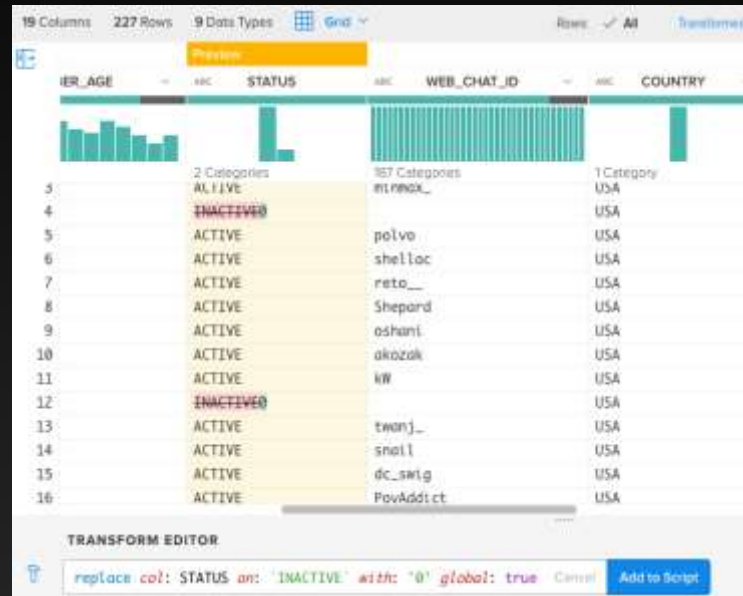 19 Columns 227 Rows 9 Data Types Grid Rows All Transformed
Preview
ER_AGE ABC STATUS ABC WEB_CHAT_ID ABC COUNTRY
2 Categories 167 Categories 1 Category
3 ACTIVE minmax_ USA
4 INACTIVE0 USA
5 ACTIVE polvo USA
6 ACTIVE shellac USA
7 ACTIVE reto__ USA
8 ACTIVE Shepard USA
9 ACTIVE oshani USA
10 ACTIVE akozak USA
11 ACTIVE kW USA
12 INACTIVE0 USA
13 ACTIVE twanj_ USA
14 ACTIVE snail USA
15 ACTIVE dc_swig USA
16 ACTIVE PovAddict USA
TRANSFORM EDITOR
replace col: STATUS on: `INACTIVE` with: '0' global: true Cancel Add to Script